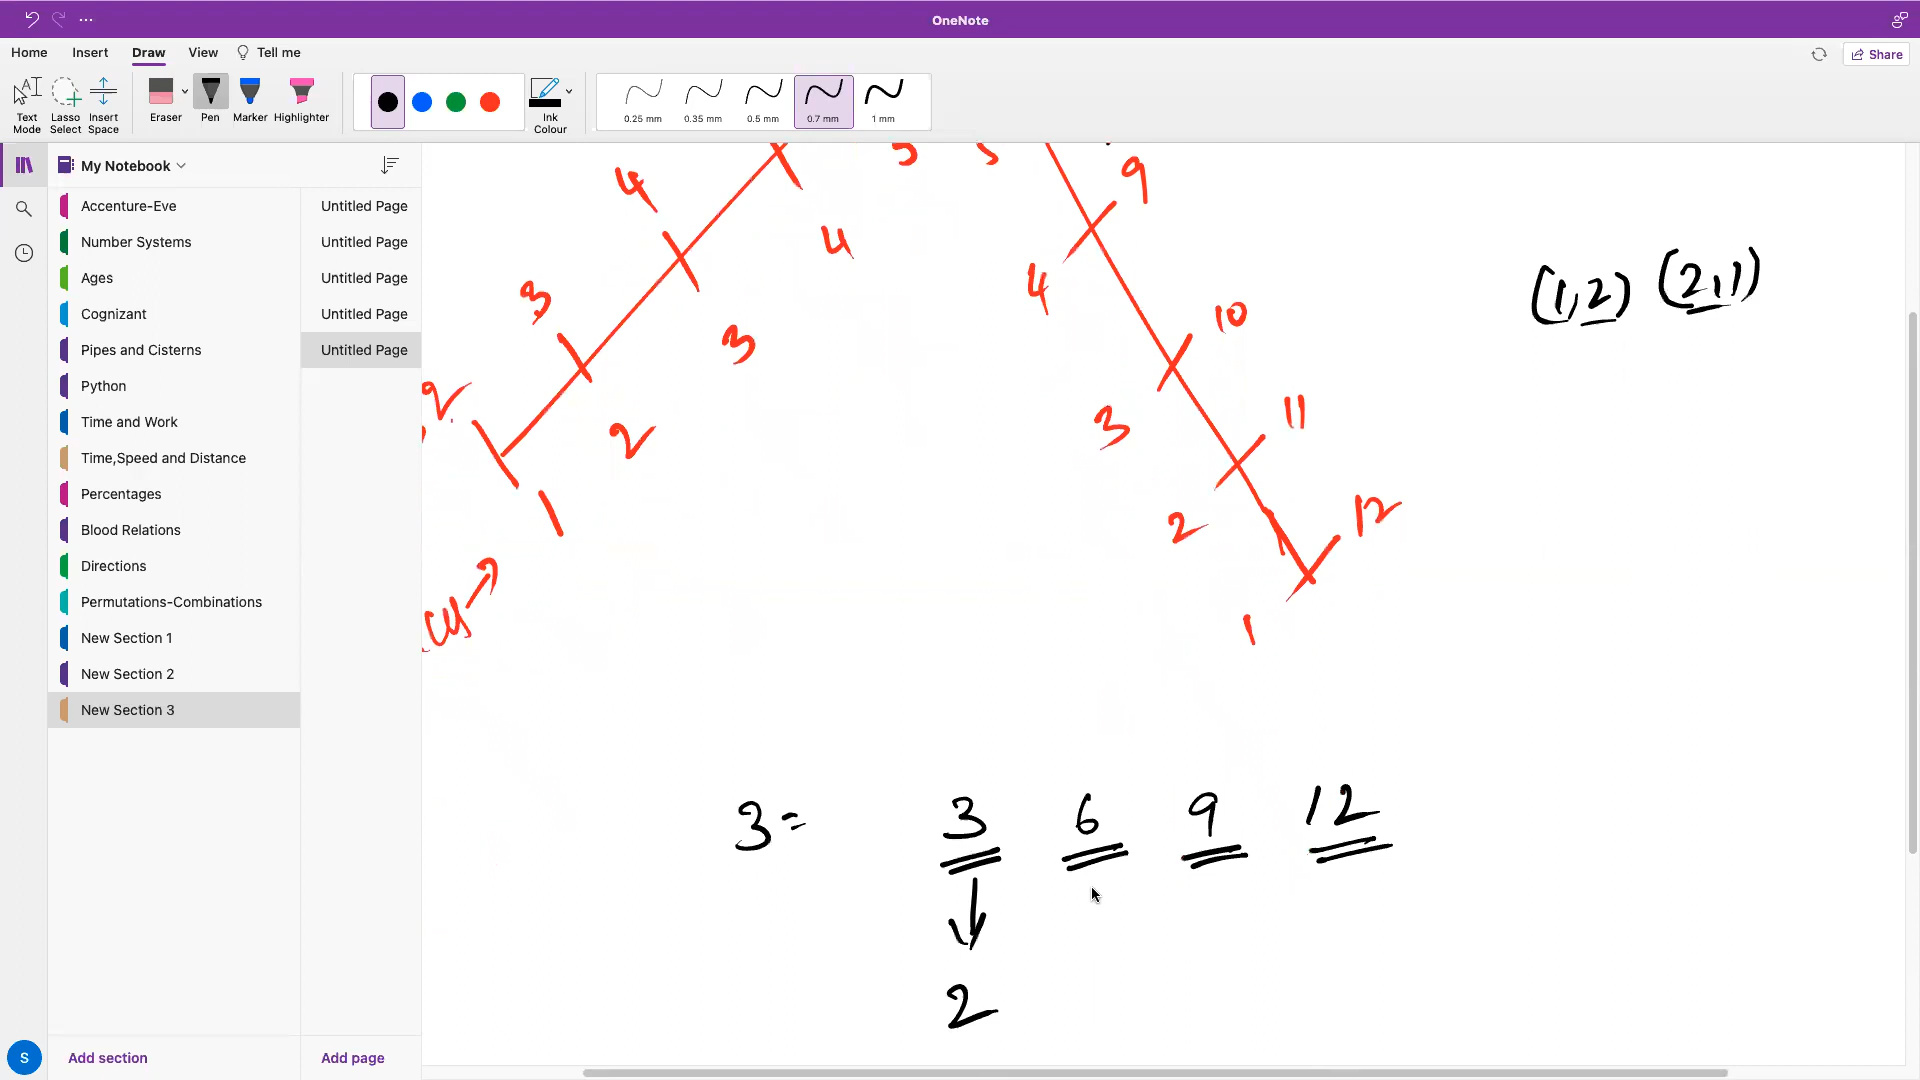 OneNote
Home Insert Draw View Tell me
Share
Text Mode
Lasso Select
Insert Space
Eraser
Pen
Marker
Highlighter
Ink Colour
0.25 mm
0.35 mm
0.5 mm
0.7 mm
1 mm
My Notebook
Accenture-Eve
Number Systems
Ages
Cognizant
Pipes and Cisterns
Python
Time and Work
Time,Speed and Distance
Percentages
Blood Relations
Directions
Permutations-Combinations
New Section 1
New Section 2
New Section 3
Untitled Page
Untitled Page
Untitled Page
Untitled Page
Untitled Page
Add section
Add page
S
4 5 5 9
4 4
(1,2) (2,1)
3 3 10
2 2 3 11
1 2 12
1
3 = 3 6 9 12
2